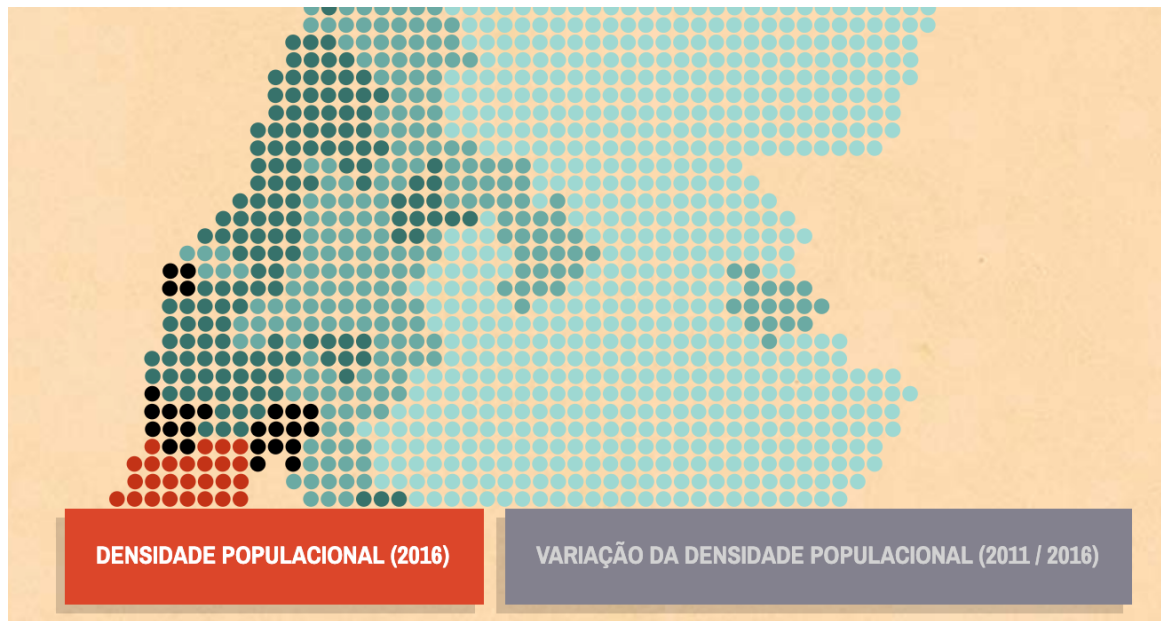 DENSIDADE POPULACIONAL (2016)
VARIAÇÃO DA DENSIDADE POPULACIONAL (2011 / 2016)